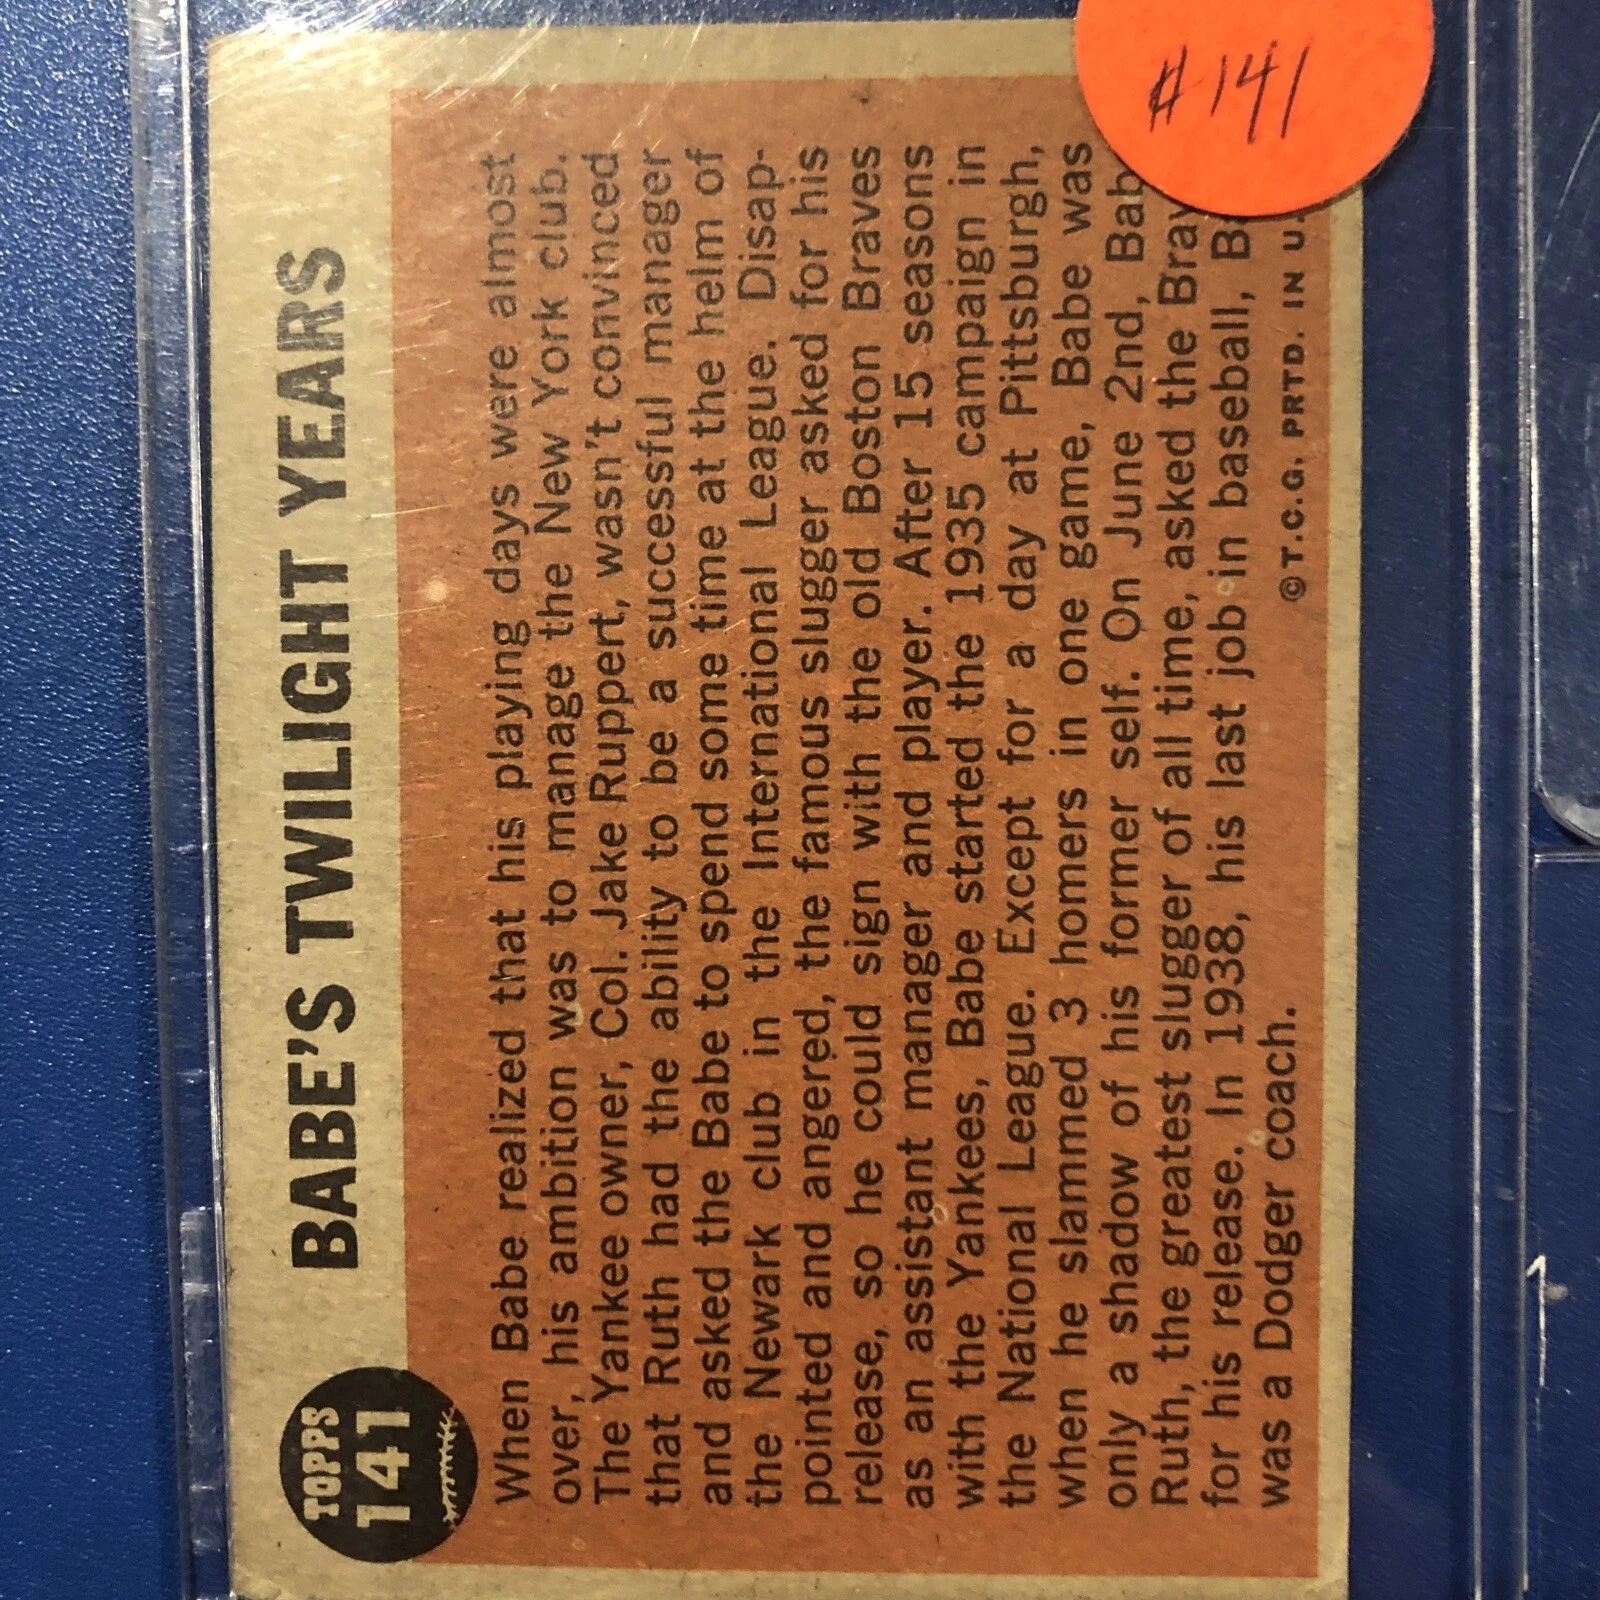 #141
TOPPS
141
BABE'S TWILIGHT YEARS
When Babe realized that his playing days were almost
over, his ambition was to manage the New York club.
The Yankee owner, Col. Jake Ruppert, wasn't convinced
that Ruth had the ability to be a successful manager
and asked the Babe to spend some time at the helm of
the Newark club in the International League. Disap-
pointed and angered, the famous slugger asked for his
release, so he could sign with the old Boston Braves
as an assistant manager and player. After 15 seasons
with the Yankees, Babe started the 1935 campaign in
the National League. Except for a day at Pittsburgh,
when he slammed 3 homers in one game, Babe was
only a shadow of his former self. On June 2nd, Bab
Ruth, the greatest slugger of all time, asked the Brav
for his release. In 1938, his last job in baseball, B
was a Dodger coach.
©T.C.G. PRTD. IN U.